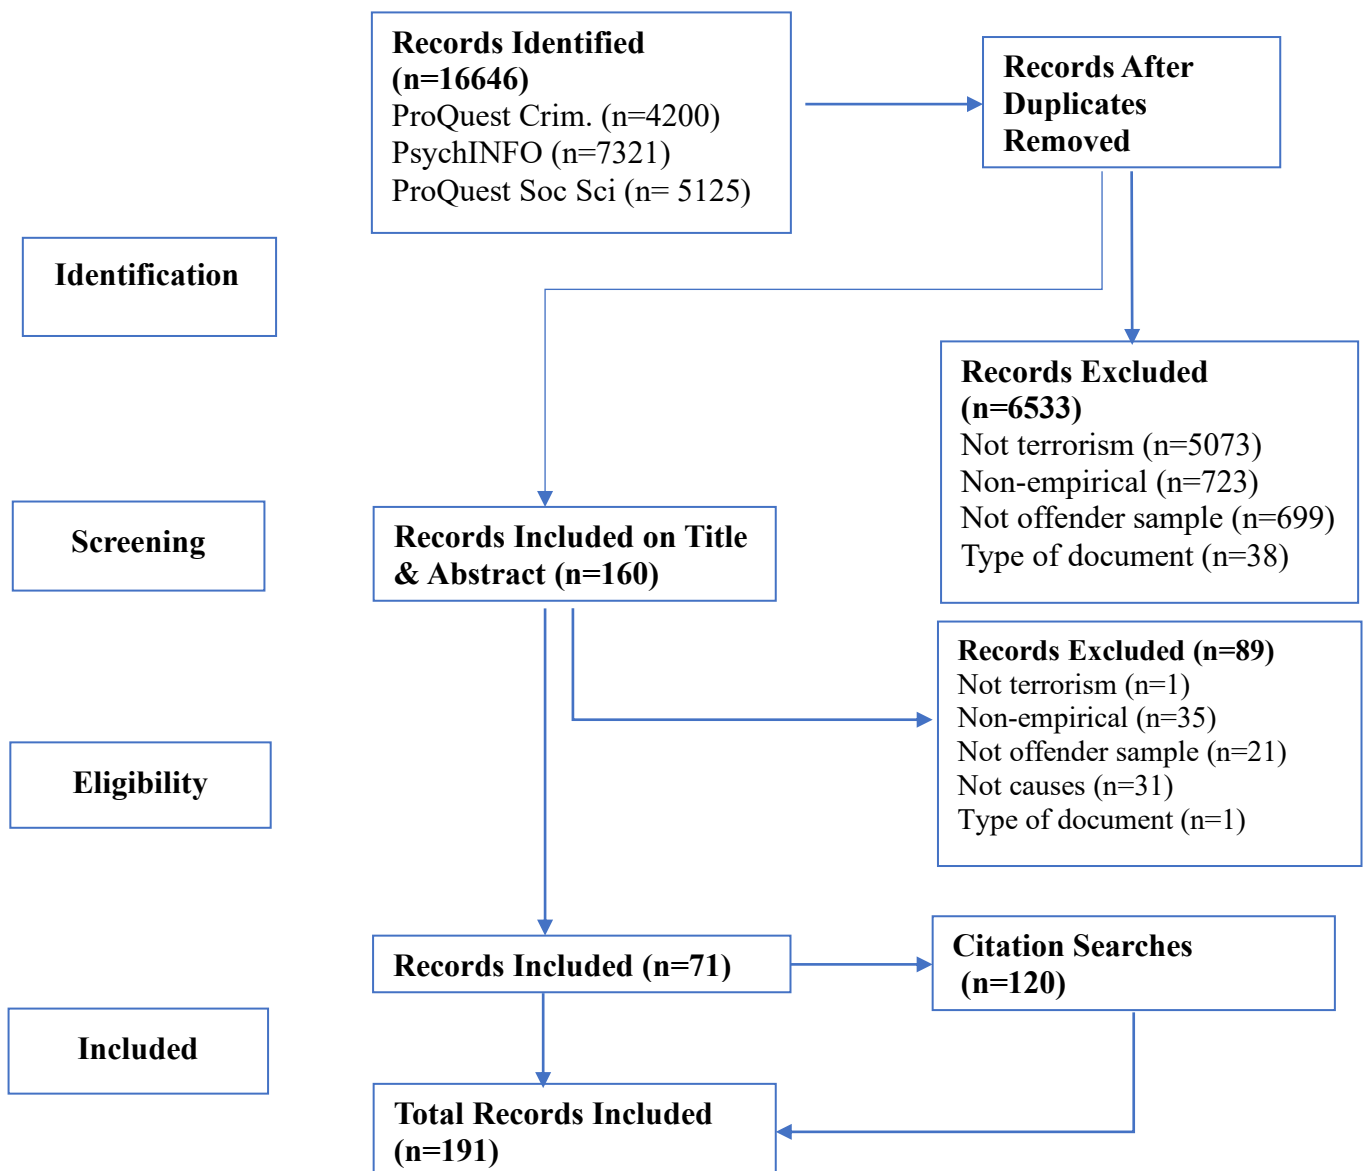 Records Identified
(n=16646)
ProQuest Crim. (n=4200)
PsychINFO (n=7321)
ProQuest Soc Sci (n= 5125)
Records After
Duplicates
Removed
Identification
Records Excluded
(n=6533)
Not terrorism (n=5073)
Non-empirical (n=723)
Not offender sample (n=699)
Type of document (n=38)
Screening
Records Included on Title
& Abstract (n=160)
Records Excluded (n=89)
Not terrorism (n=1)
Non-empirical (n=35)
Not offender sample (n=21)
Not causes (n=31)
Type of document (n=1)
Eligibility
Records Included (n=71)
Citation Searches
(n=120)
Included
Total Records Included
(n=191)